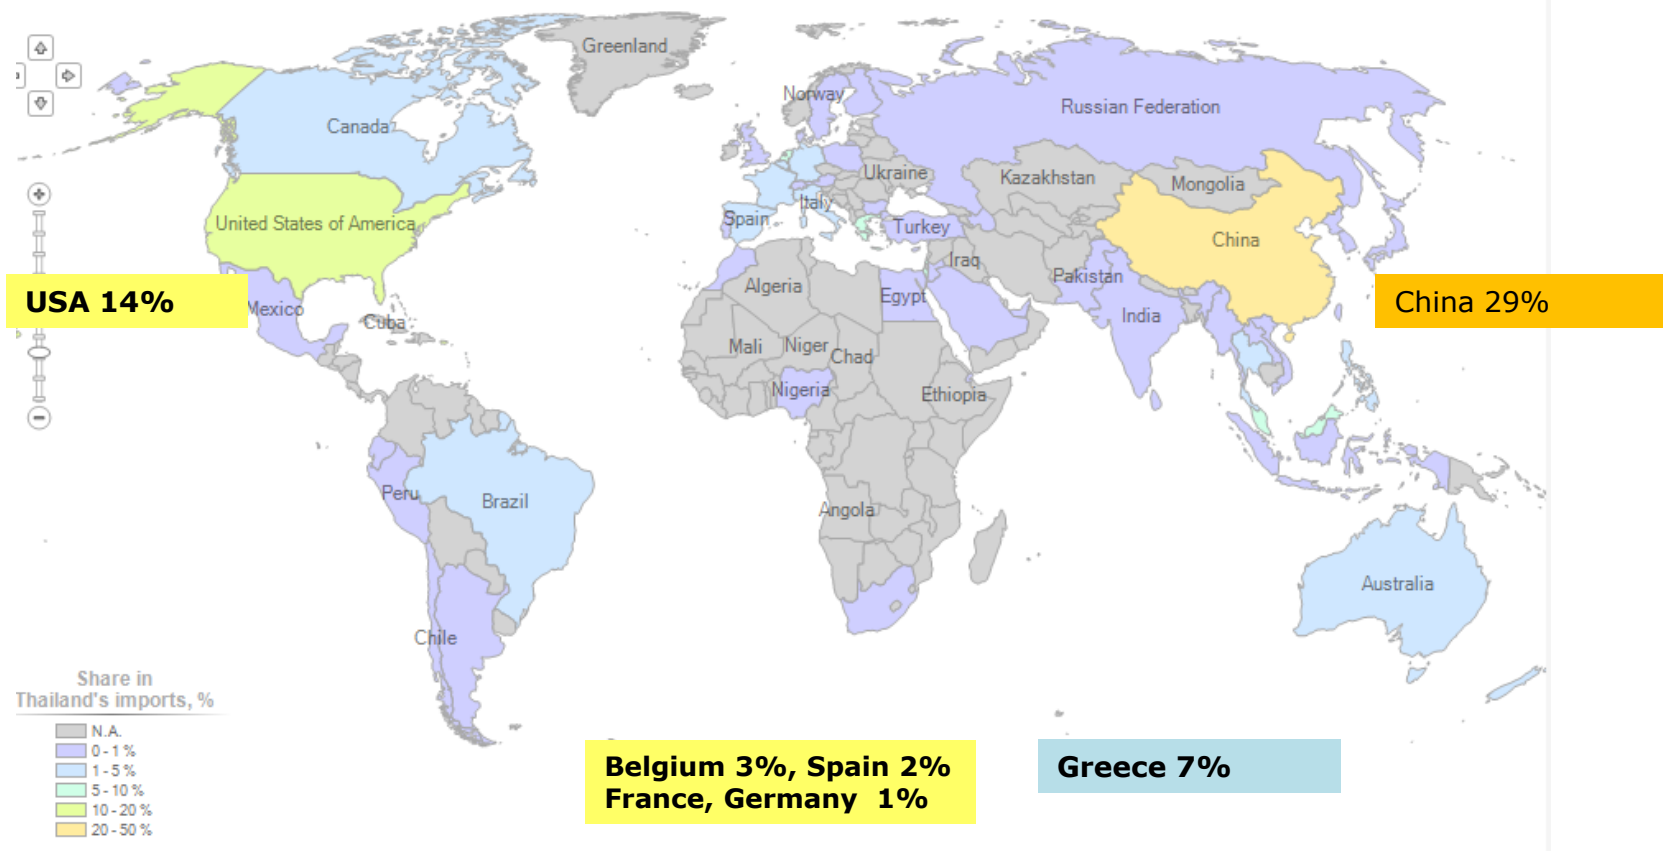 Greenland
Norway
Russian Federation
Canada
Ukraine
Kazakhstan
Mongolia
Italy
Spain
United States of America
Turkey
China
Iraq
Pakistan
Algeria
Egypt
USA 14%
Mexico
China 29%
India
Cuba
Mali
Niger
Chad
Nigeria
Ethiopia
Peru
Brazil
Angola
Australia
Chile
Share in
Thailand's imports, %
N.A.
0 - 1 %
1 - 5 %
5 - 10 %
10 - 20 %
20 - 50 %
Belgium 3%, Spain 2%
France, Germany 1%
Greece 7%